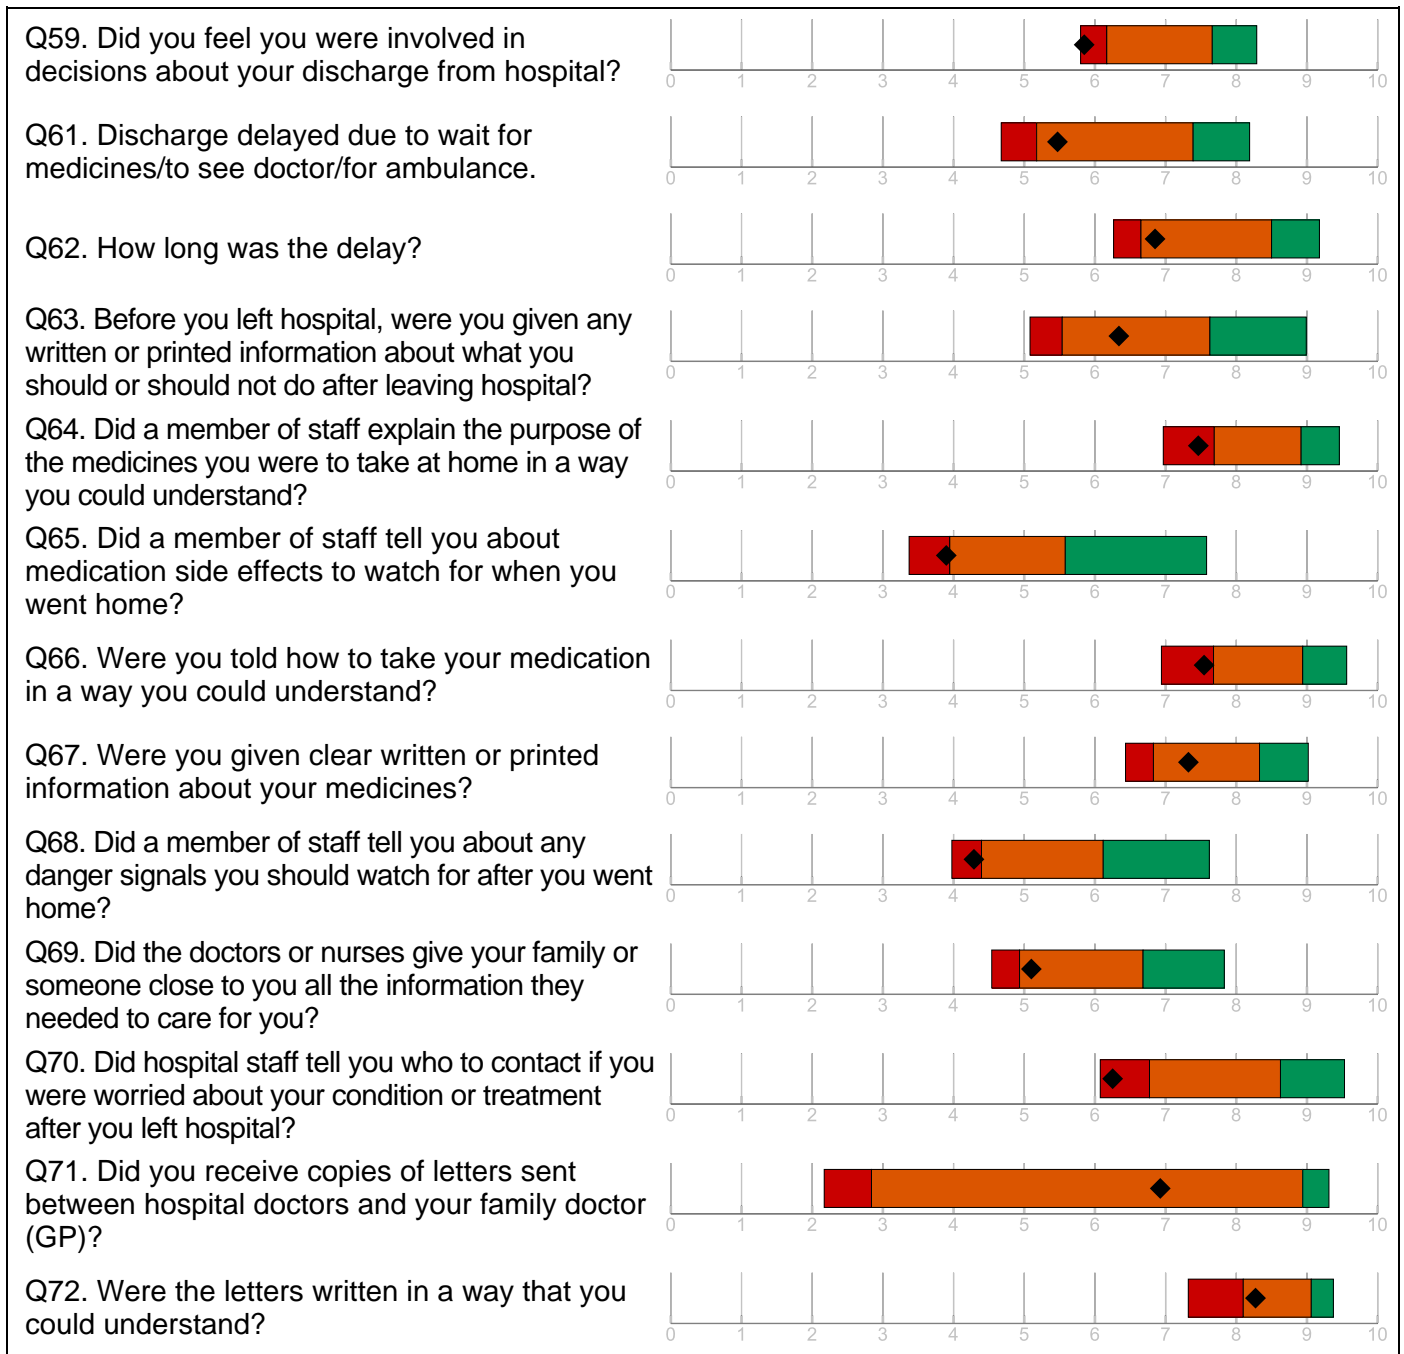 Q59. Did you feel you were involved in
decisions about your discharge from hospital?
0 1 2 3 4 5 6 7 8 9 10
Q61. Discharge delayed due to wait for
medicines/to see doctor/for ambulance.
0 1 2 3 4 5 6 7 8 9 10
Q62. How long was the delay?
0 1 2 3 4 5 6 7 8 9 10
Q63. Before you left hospital, were you given any
written or printed information about what you
should or should not do after leaving hospital?
0 1 2 3 4 5 6 7 8 9 10
Q64. Did a member of staff explain the purpose of
the medicines you were to take at home in a way
you could understand?
0 1 2 3 4 5 6 7 8 9 10
Q65. Did a member of staff tell you about
medication side effects to watch for when you
went home?
0 1 2 3 4 5 6 7 8 9 10
Q66. Were you told how to take your medication
in a way you could understand?
0 1 2 3 4 5 6 7 8 9 10
Q67. Were you given clear written or printed
information about your medicines?
0 1 2 3 4 5 6 7 8 9 10
Q68. Did a member of staff tell you about any
danger signals you should watch for after you went
home?
0 1 2 3 4 5 6 7 8 9 10
Q69. Did the doctors or nurses give your family or
someone close to you all the information they
needed to care for you?
0 1 2 3 4 5 6 7 8 9 10
Q70. Did hospital staff tell you who to contact if you
were worried about your condition or treatment
after you left hospital?
0 1 2 3 4 5 6 7 8 9 10
Q71. Did you receive copies of letters sent
between hospital doctors and your family doctor
(GP)?
0 1 2 3 4 5 6 7 8 9 10
Q72. Were the letters written in a way that you
could understand?
0 1 2 3 4 5 6 7 8 9 10